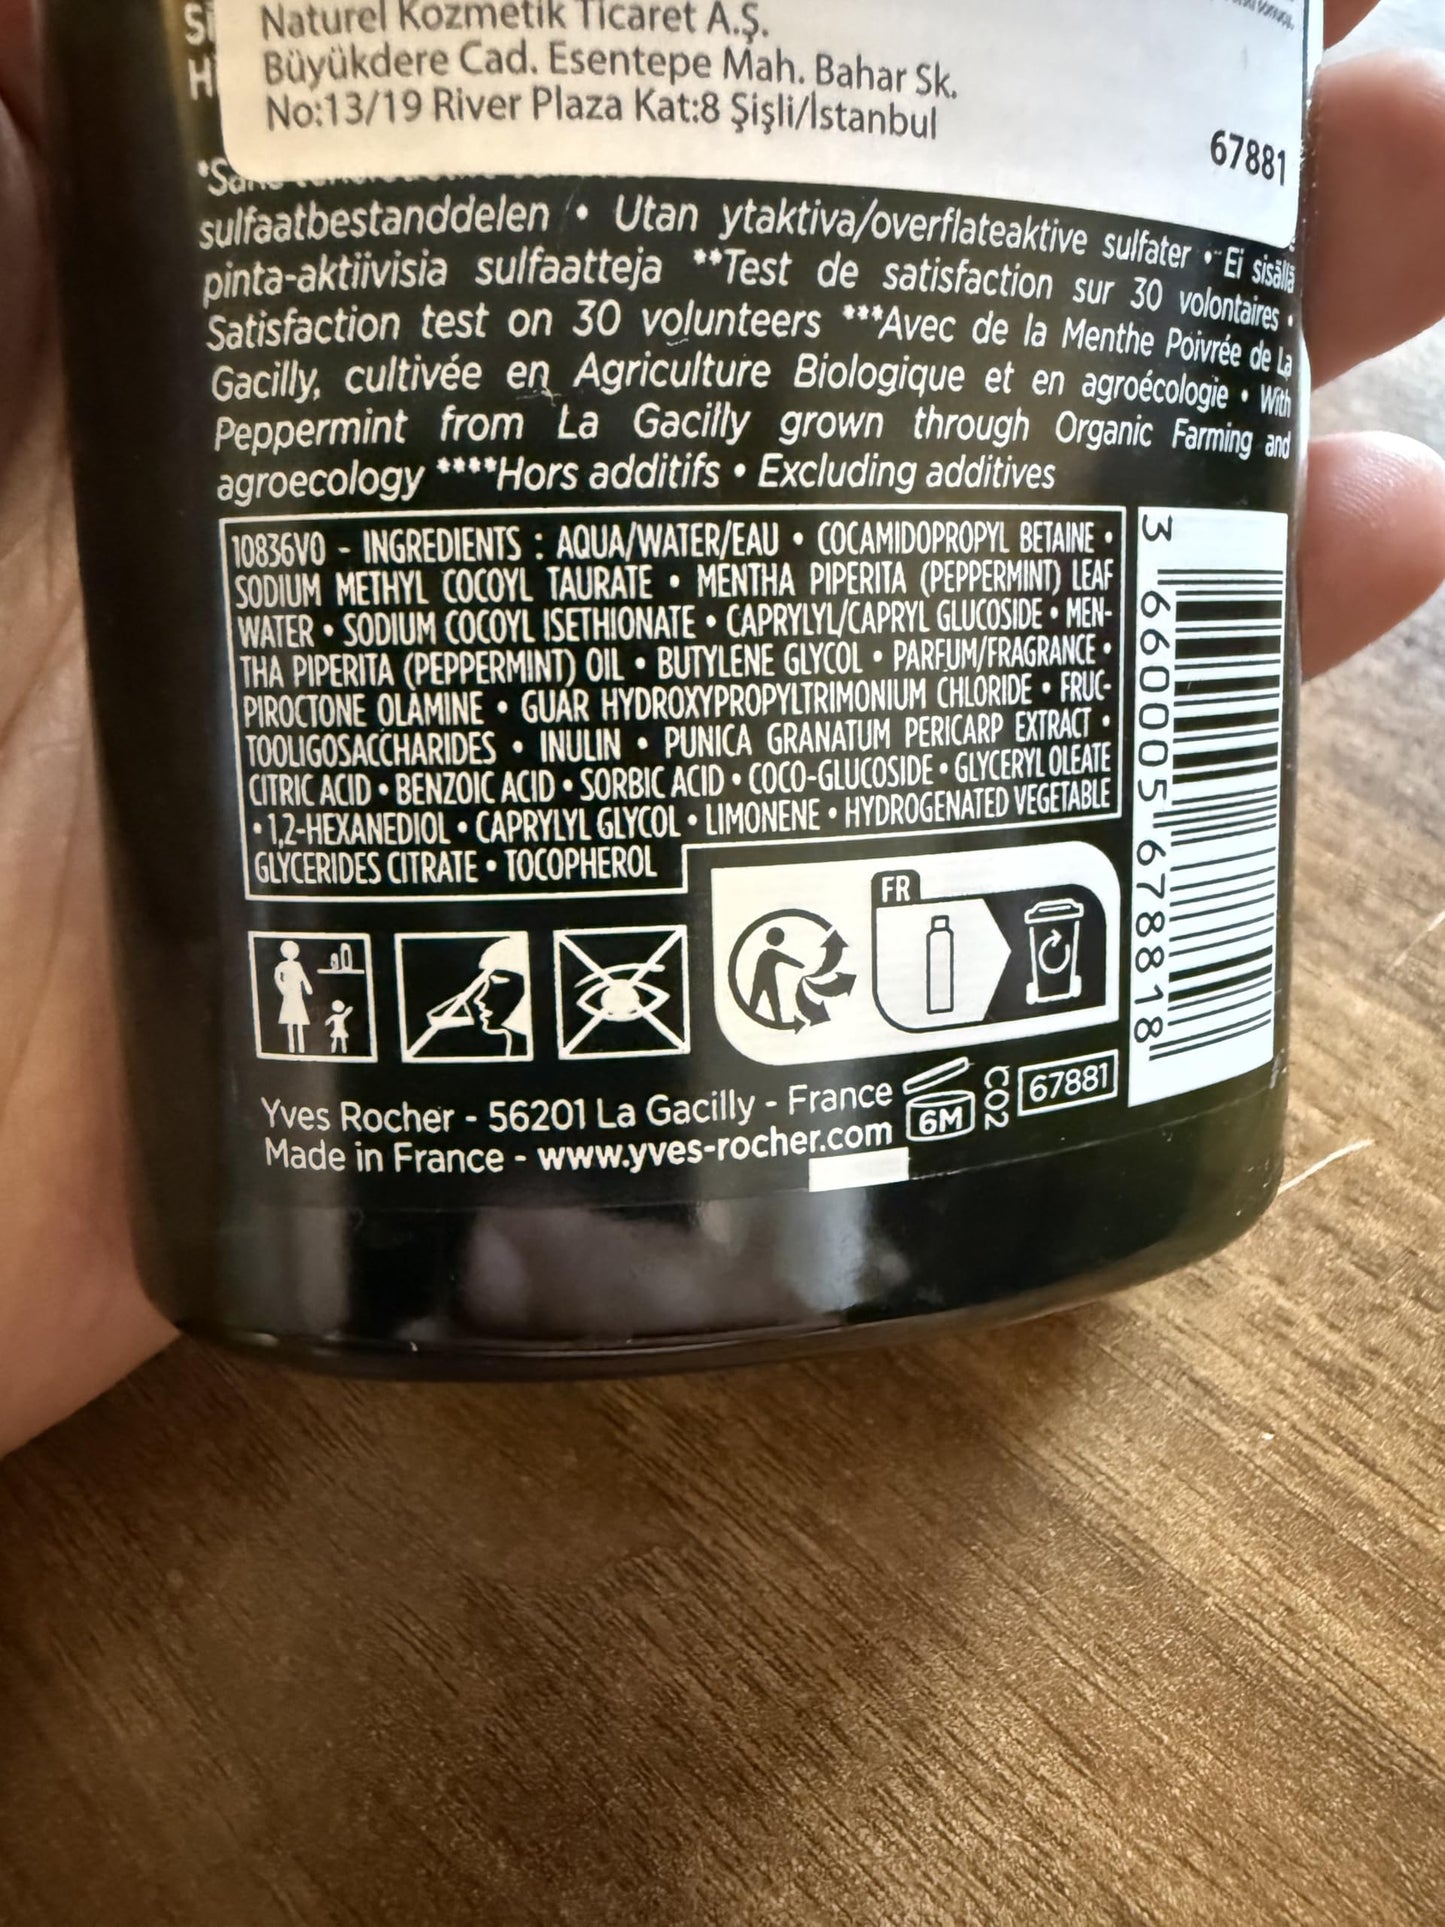 Naturel Kozmetik Ticaret A.Ş.
Büyükdere Cad. Esentepe Mah. Bahar Sk.
No:13/19 River Plaza Kat:8 Şişli/İstanbul
67881
sulfaatbestanddelen • Utan ytaktiva/overflateaktive sulfater • Ei sisällä
pinta-aktiivisia sulfaatteja **Test de satisfaction sur 30 volontaires •
Satisfaction test on 30 volunteers ***Avec de la Menthe Poivrée de La
Gacilly, cultivée en Agriculture Biologique et en agroécologie • With
Peppermint from La Gacilly grown through Organic Farming and
agroecology ****Hors additifs • Excluding additives
10836V0 - INGREDIENTS : AQUA/WATER/EAU • COCAMIDOPROPYL BETAINE •
SODIUM METHYL COCOYL TAURATE • MENTHA PIPERITA (PEPPERMINT) LEAF
WATER • SODIUM COCOYL ISETHIONATE • CAPRYLYL/CAPRYL GLUCOSIDE • MEN-
THA PIPERITA (PEPPERMINT) OIL • BUTYLENE GLYCOL • PARFUM/FRAGRANCE •
PIROCTONE OLAMINE • GUAR HYDROXYPROPYLTRIMONIUM CHLORIDE • FRUC-
TOOLIGOSACCHARIDES • INULIN • PUNICA GRANATUM PERICARP EXTRACT •
CITRIC ACID • BENZOIC ACID • SORBIC ACID • COCO-GLUCOSIDE • GLYCERYL OLEATE
• 1,2-HEXANEDIOL • CAPRYLYL GLYCOL • LIMONENE • HYDROGENATED VEGETABLE
GLYCERIDES CITRATE • TOCOPHEROL
3 660005 678818
FR
Yves Rocher - 56201 La Gacilly - France
Made in France - www.yves-rocher.com
6M
CO2
67881